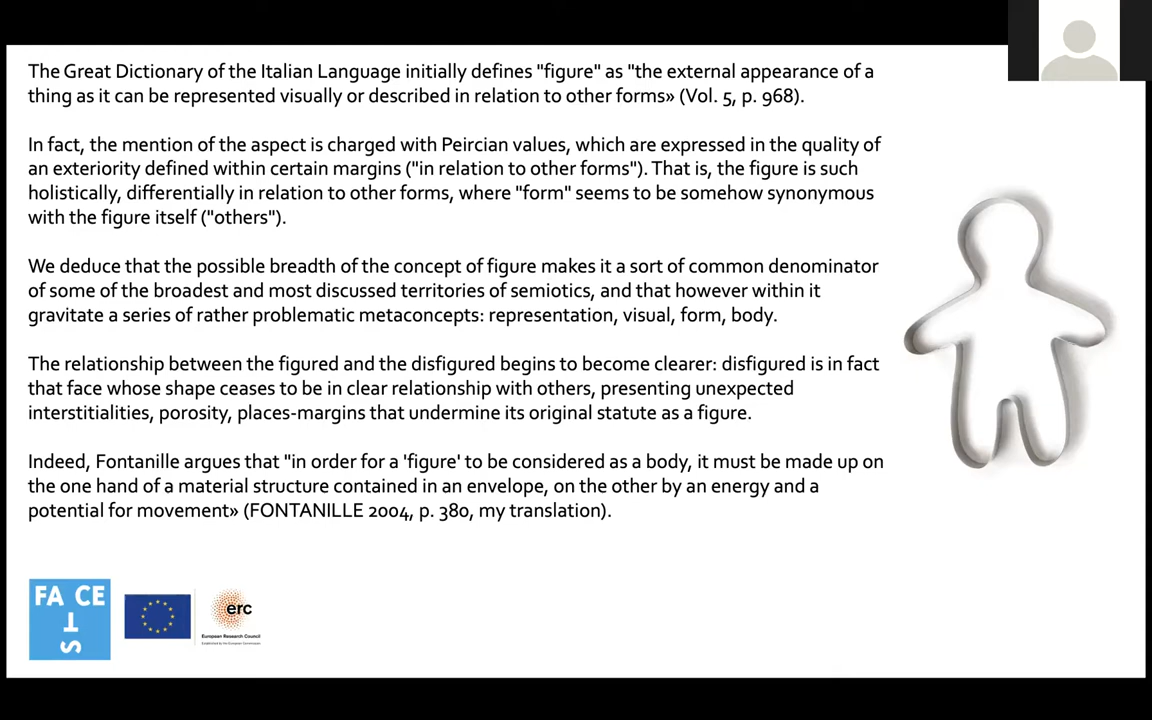 The Great Dictionary of the Italian Language initially defines "figure" as "the external appearance of a
thing as it can be represented visually or described in relation to other forms» (Vol. 5, p. 968).
In fact, the mention of the aspect is charged with Peircian values, which are expressed in the quality of
an exteriority defined within certain margins ("in relation to other forms"). That is, the figure is such
holistically, differentially in relation to other forms, where "form" seems to be somehow synonymous
with the figure itself ("others").
We deduce that the possible breadth of the concept of figure makes it a sort of common denominator
of some of the broadest and most discussed territories of semiotics, and that however within it
gravitate a series of rather problematic metaconcepts: representation, visual, form, body.
The relationship between the figured and the disfigured begins to become clearer: disfigured is in fact
that face whose shape ceases to be in clear relationship with others, presenting unexpected
interstitialities, porosity, places-margins that undermine its original statute as a figure.
Indeed, Fontanille argues that "in order for a 'figure' to be considered as a body, it must be made up on
the one hand of a material structure contained in an envelope, on the other by an energy and a
potential for movement» (FONTANILLE 2004, p. 380, my translation).
FA CE
T
S
erc
European Research Council
Established by the European Commission